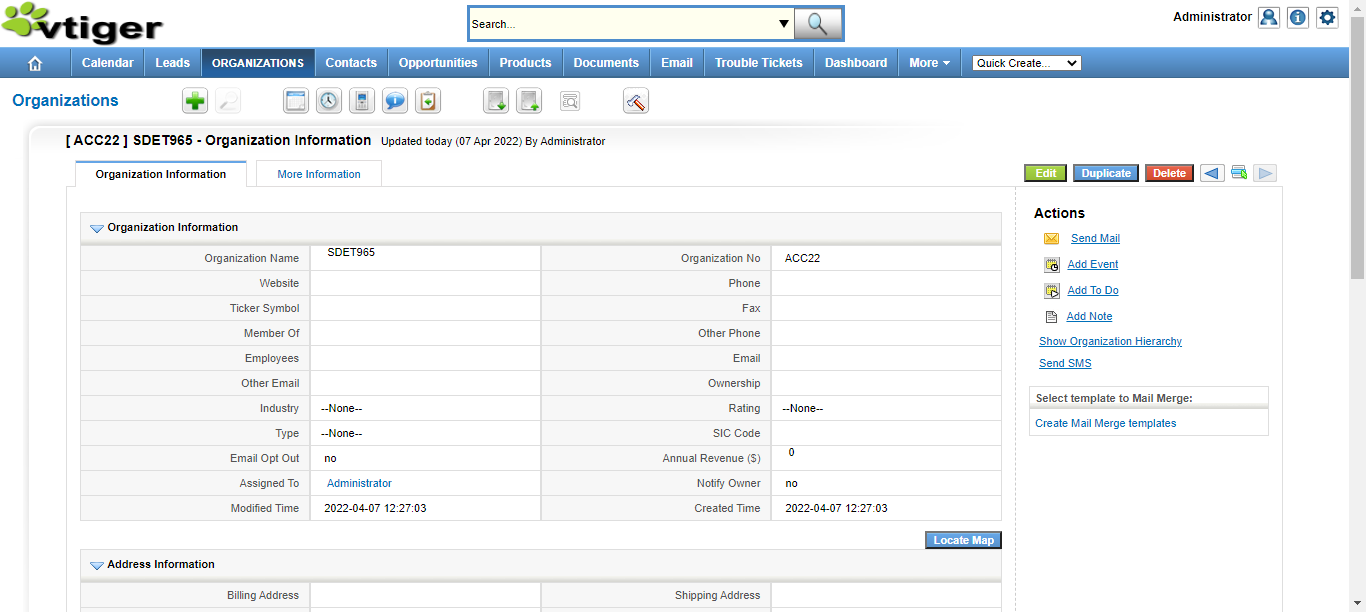 vtiger
Search...
Administrator
Calendar Leads ORGANIZATIONS Contacts Opportunities Products Documents Email Trouble Tickets Dashboard More Quick Create...
Organizations
[ ACC22 ] SDET965 - Organization Information Updated today (07 Apr 2022) By Administrator
Organization Information More Information Edit Duplicate Delete
Organization Information
Organization Name SDET965 Organization No ACC22
Website Phone
Ticker Symbol Fax
Member Of Other Phone
Employees Email
Other Email Ownership
Industry --None-- Rating --None--
Type --None-- SIC Code
Email Opt Out no Annual Revenue ($) 0
Assigned To Administrator Notify Owner no
Modified Time 2022-04-07 12:27:03 Created Time 2022-04-07 12:27:03
Locate Map
Address Information
Billing Address Shipping Address
Actions
Send Mail
Add Event
Add To Do
Add Note
Show Organization Hierarchy
Send SMS
Select template to Mail Merge:
Create Mail Merge templates